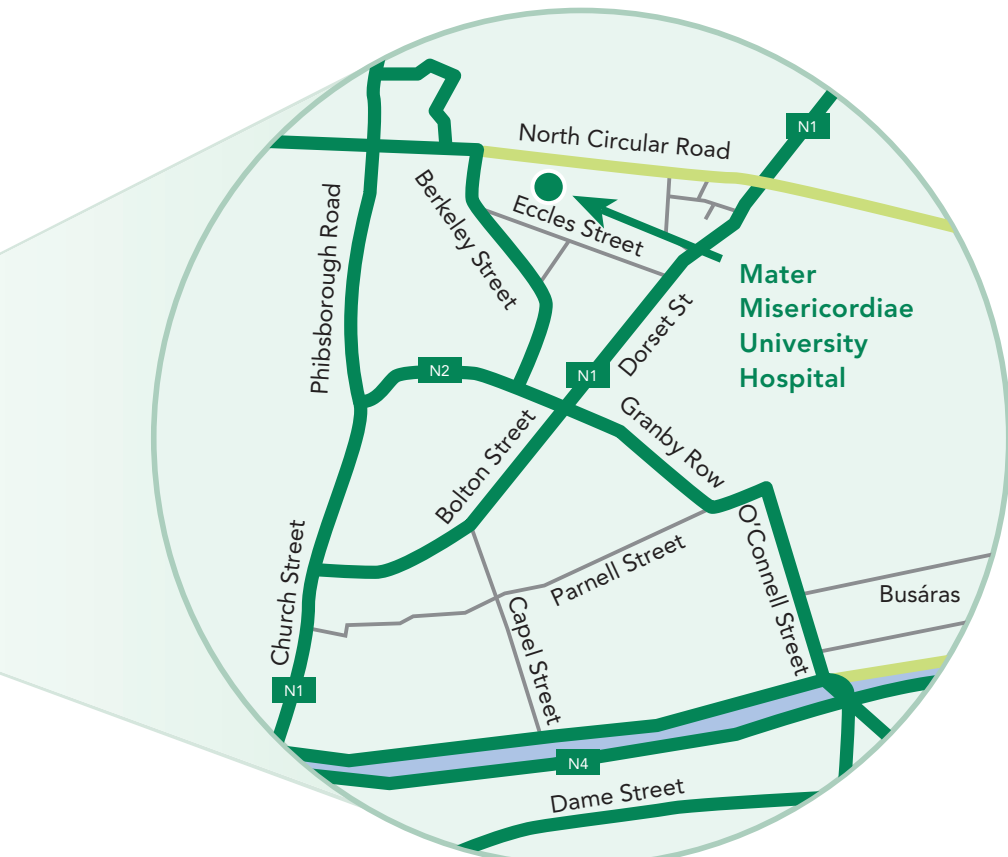 N1
North Circular Road
Berkeley Street
Eccles Street
Phibsborough Road
Mater
Misericordiae
University
Hospital
Dorset St
N2
N1
Granby Row
Bolton Street
O'Connell Street
Church Street
Parnell Street
Busáras
Capel Street
N1
N4
Dame Street